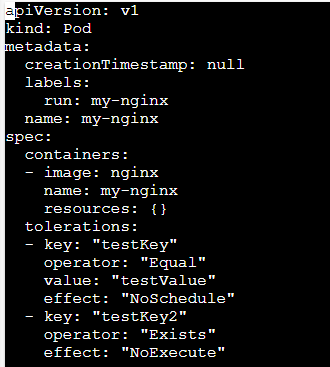 apiVersion: v1
kind: Pod
metadata:
  creationTimestamp: null
  labels:
    run: my-nginx
  name: my-nginx
spec:
  containers:
  - image: nginx
    name: my-nginx
    resources: {}
  tolerations:
  - key: "testKey"
    operator: "Equal"
    value: "testValue"
    effect: "NoSchedule"
  - key: "testKey2"
    operator: "Exists"
    effect: "NoExecute"